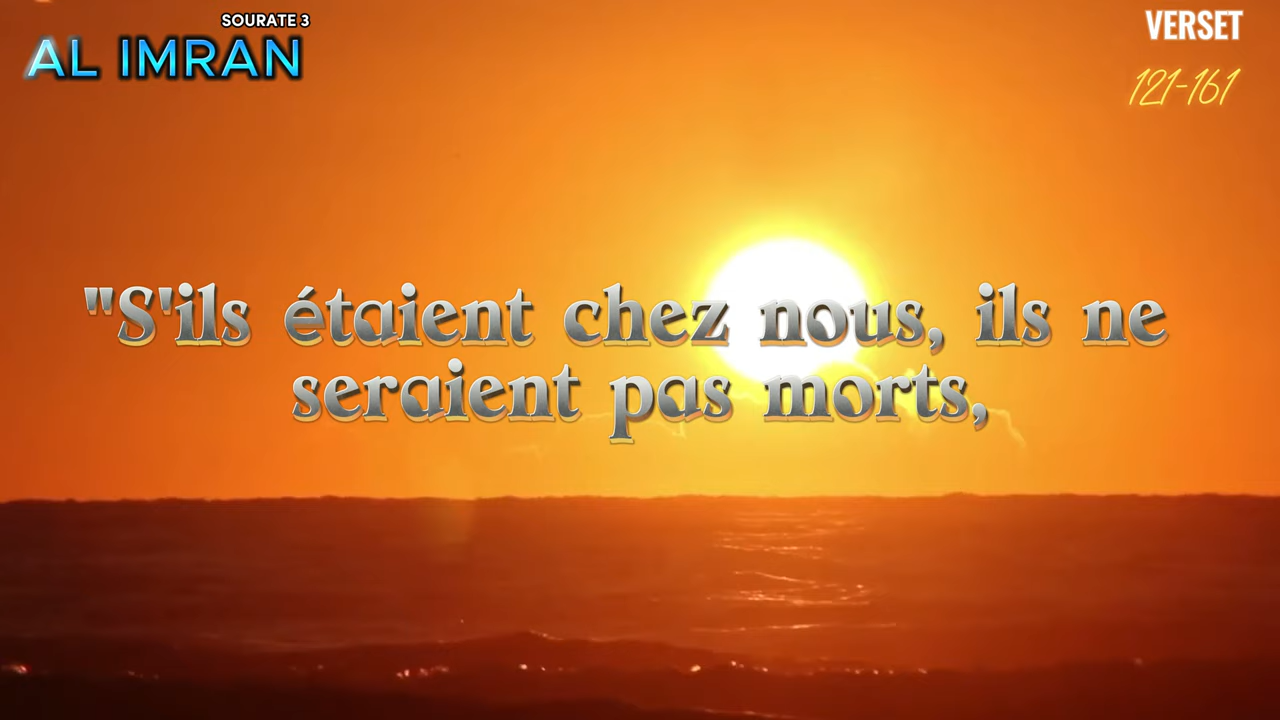 SOURATE 3
AL IMRAN
VERSET
121-161
"S'ils étaient chez nous, ils ne
seraient pas morts,